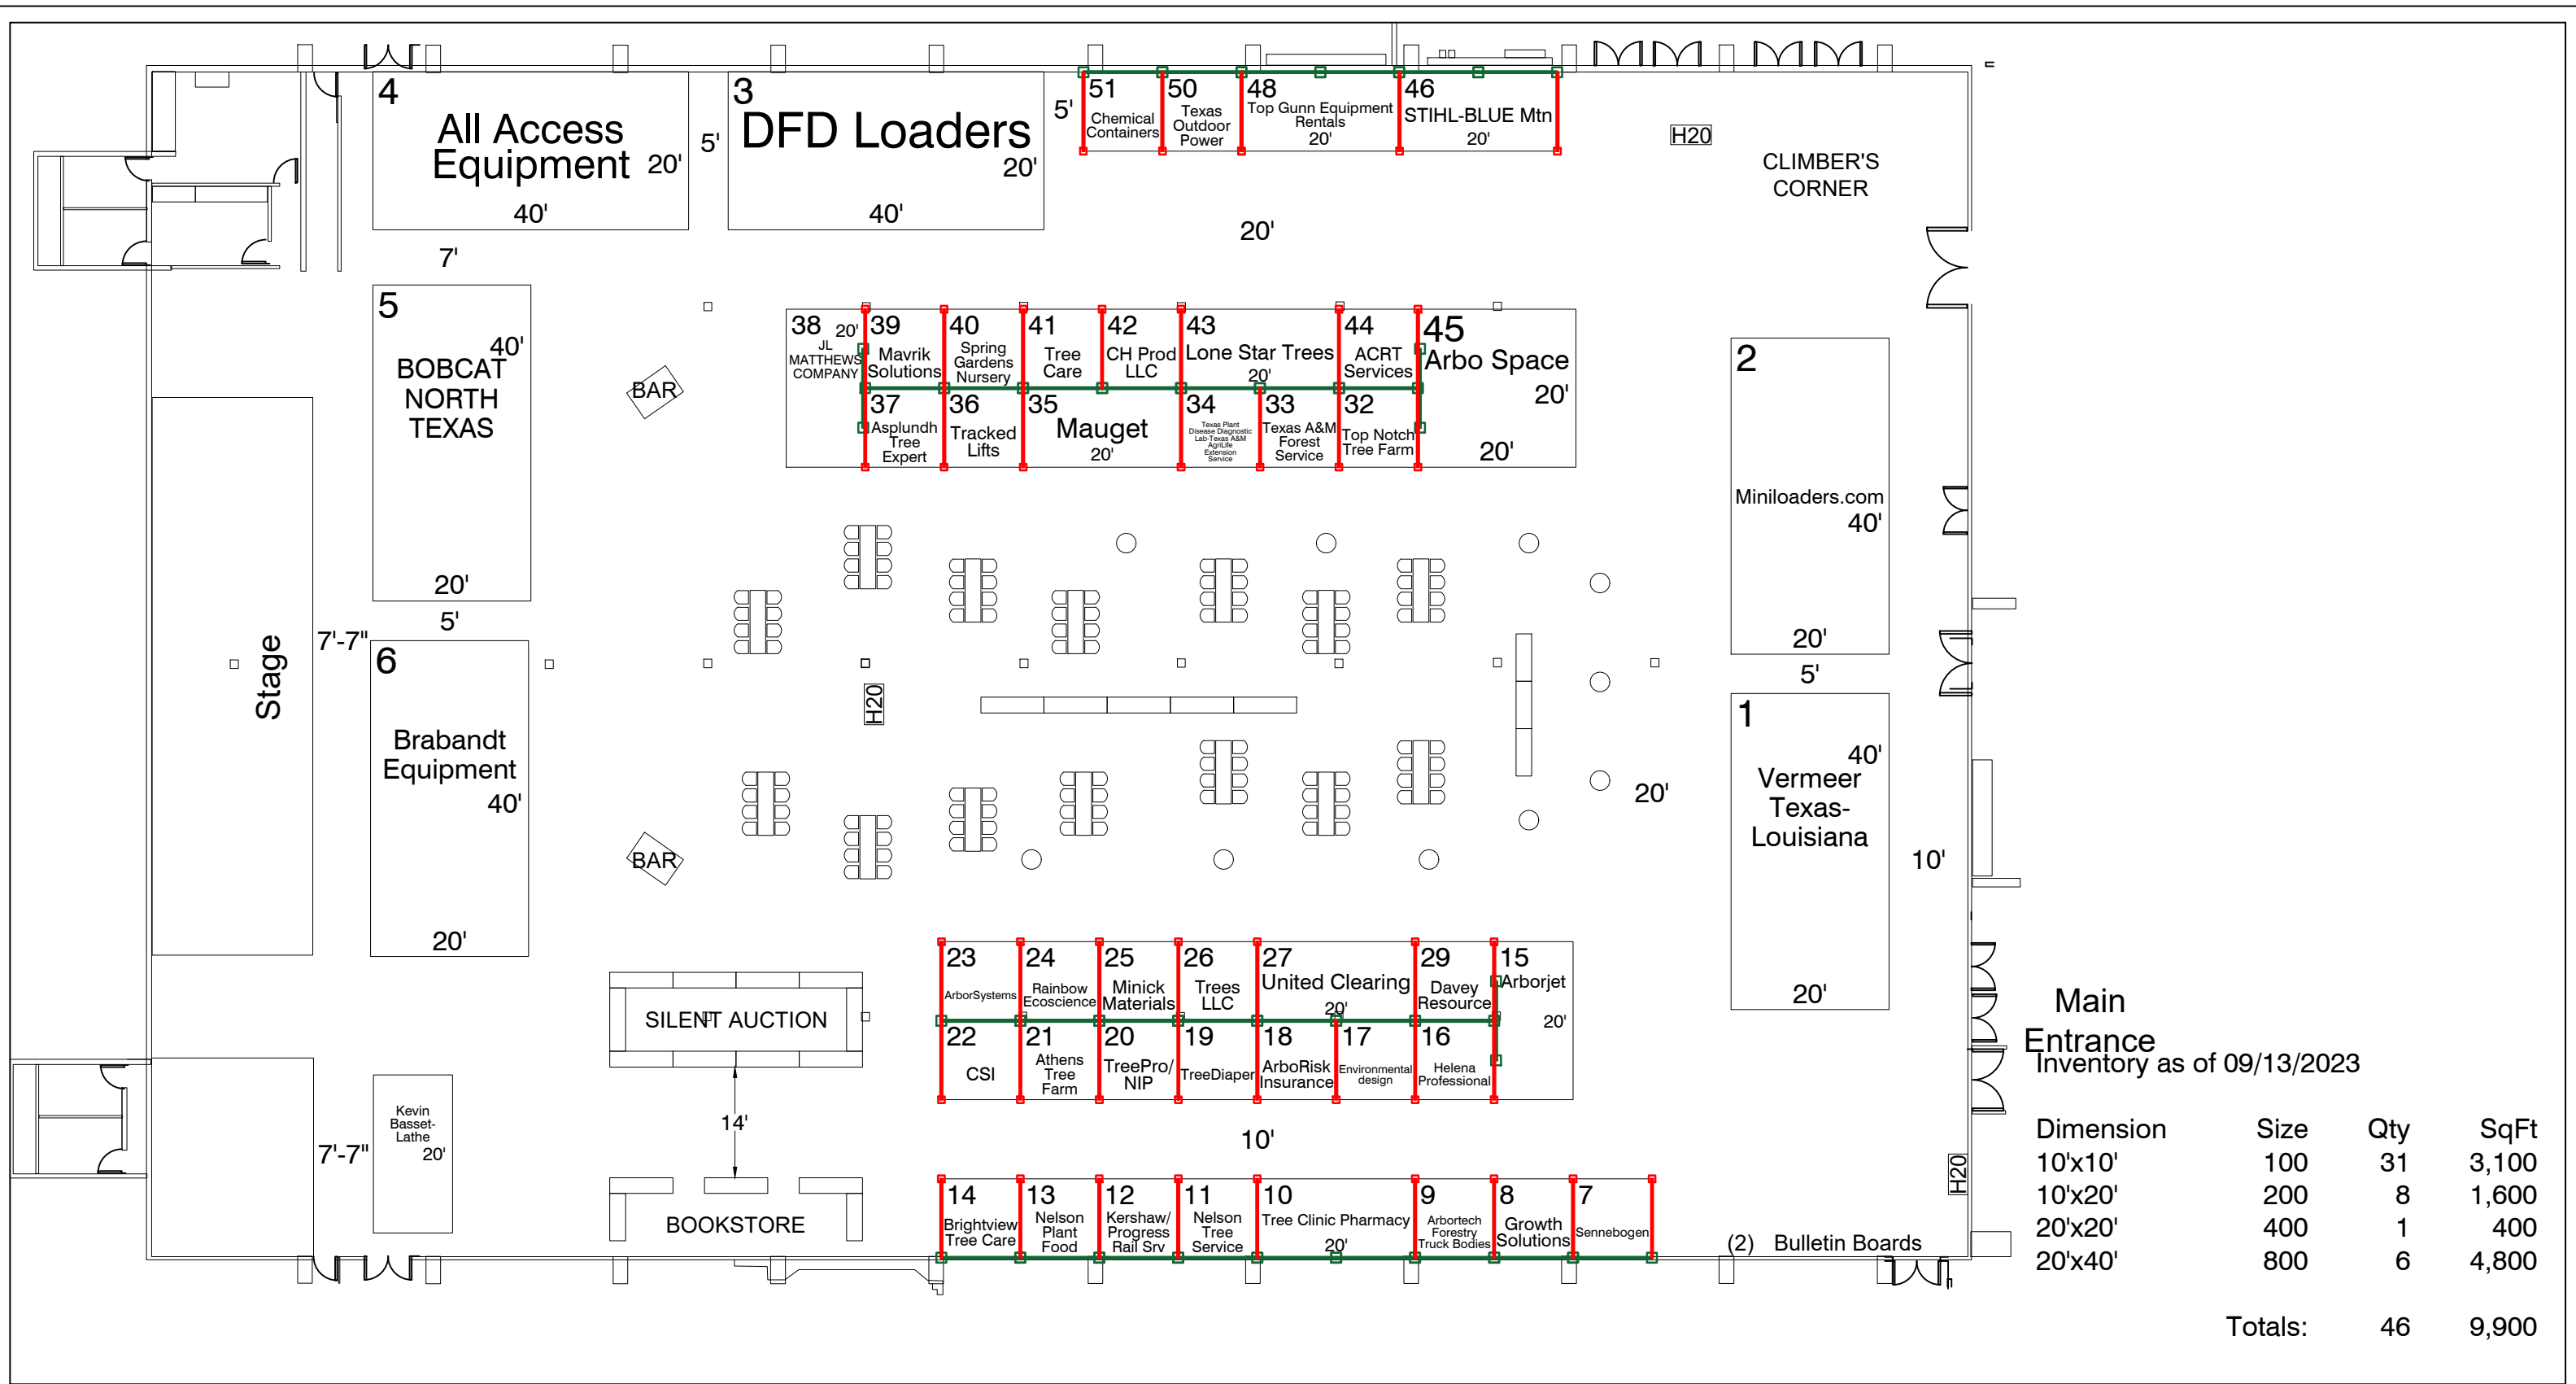 4
All Access
Equipment
20'
40'
5'
3
DFD Loaders
20'
40'
5'
51
Chemical
Containers
50
Texas
Outdoor
Power
48
Top Gunn Equipment
Rentals
20'
46
STIHL-BLUE Mtn
20'
H20
CLIMBER'S
CORNER
7'
20'
5
40'
BOBCAT
NORTH
TEXAS
20'
BAR
38
20'
JL
MATTHEWS
COMPANY
39
Mavrik
Solutions
40
Spring
Gardens
Nursery
41
Tree
Care
42
CH Prod
LLC
43
Lone Star Trees
20'
44
ACRT
Services
45
Arbo Space
20'
20'
37
Asplundh
Tree
Expert
36
Tracked
Lifts
35
Mauget
20'
34
Texas Plant
Disease Diagnostic
Lab-Texas A&M
AgriLife
Extension
Service
33
Texas A&M
Forest
Service
32
Top Notch
Tree Farm
2
Miniloaders.com
40'
20'
5'
5'
Stage
7'-7"
6
Brabandt
Equipment
40'
20'
H20
BAR
20'
1
40'
Vermeer
Texas-
Louisiana
20'
10'
23
ArborSystems
24
Rainbow
Ecoscience
25
Minick
Materials
26
Trees
LLC
27
United Clearing
20'
29
Davey
Resource
15
Arborjet
20'
22
CSI
21
Athens
Tree
Farm
20
TreePro/
NIP
19
TreeDiaper
18
ArboRisk
Insurance
17
Environmental
design
16
Helena
Professional
SILENT AUCTION
14'
BOOKSTORE
Kevin
Basset-
Lathe
20'
7'-7"
10'
14
Brightview
Tree Care
13
Nelson
Plant
Food
12
Kershaw/
Progress
Rail Srv
11
Nelson
Tree
Service
10
Tree Clinic Pharmacy
20'
9
Arbortech
Forestry
Truck Bodies
8
Growth
Solutions
7
Sennebogen
(2) Bulletin Boards
H20
Main
Entrance
Inventory as of 09/13/2023
Dimension Size Qty SqFt
10'x10' 100 31 3,100
10'x20' 200 8 1,600
20'x20' 400 1 400
20'x40' 800 6 4,800
Totals: 46 9,900